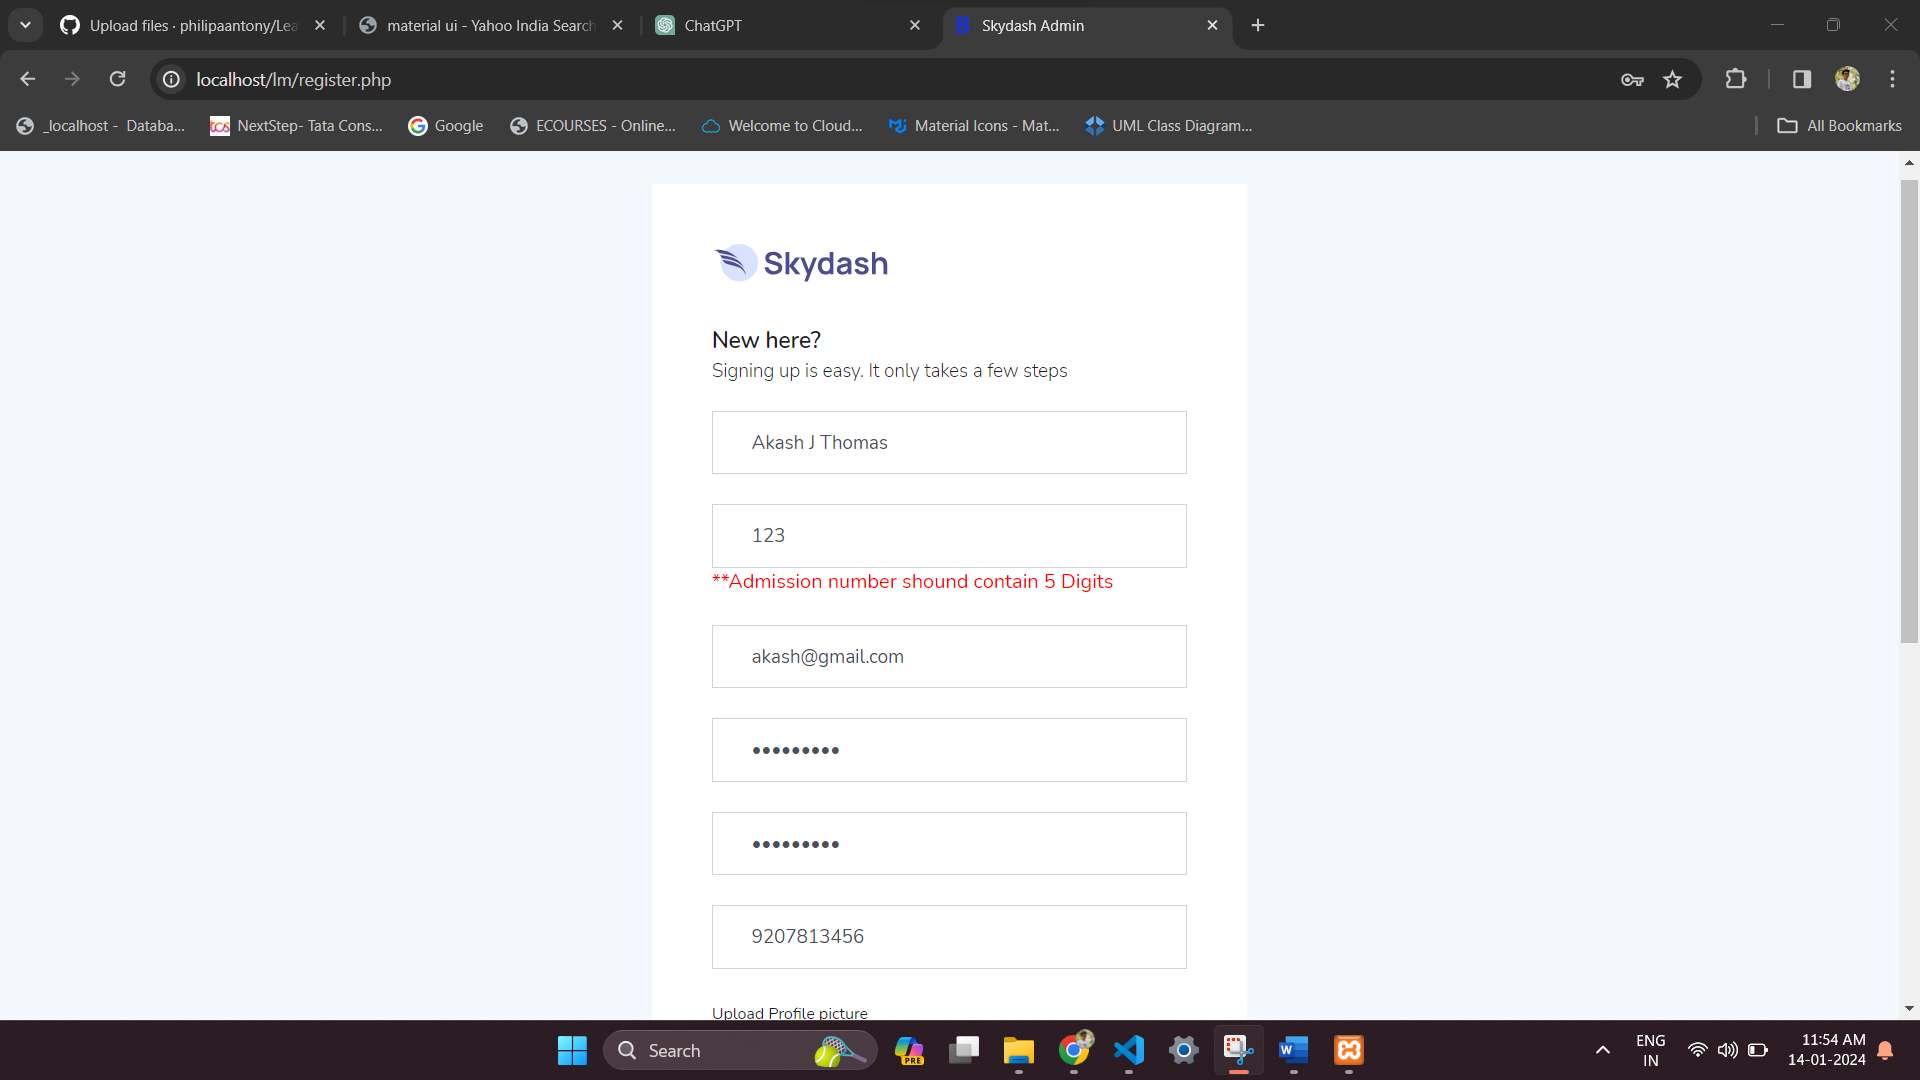 Upload files · philipaantony/Lea
material ui - Yahoo India Search
ChatGPT
Skydash Admin
localhost/lm/register.php
_localhost - Databa...
tcs
NextStep- Tata Cons...
Google
ECOURSES - Online...
Welcome to Cloud...
Material Icons - Mat...
UML Class Diagram...
All Bookmarks
Skydash
New here?
Signing up is easy. It only takes a few steps
Akash J Thomas
123
**Admission number shound contain 5 Digits
akash@gmail.com
•••••••••
•••••••••
9207813456
Upload Profile picture
Search
PRE
W
ENG
IN
11:54 AM
14-01-2024